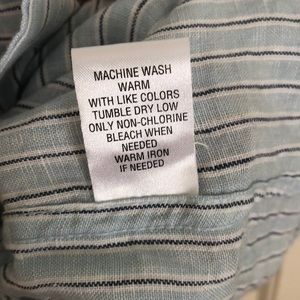 MACHINE WASH
WARM
WITH LIKE COLORS
TUMBLE DRY LOW
ONLY NON-CHLORINE
BLEACH WHEN
NEEDED
WARM IRON
IF NEEDED